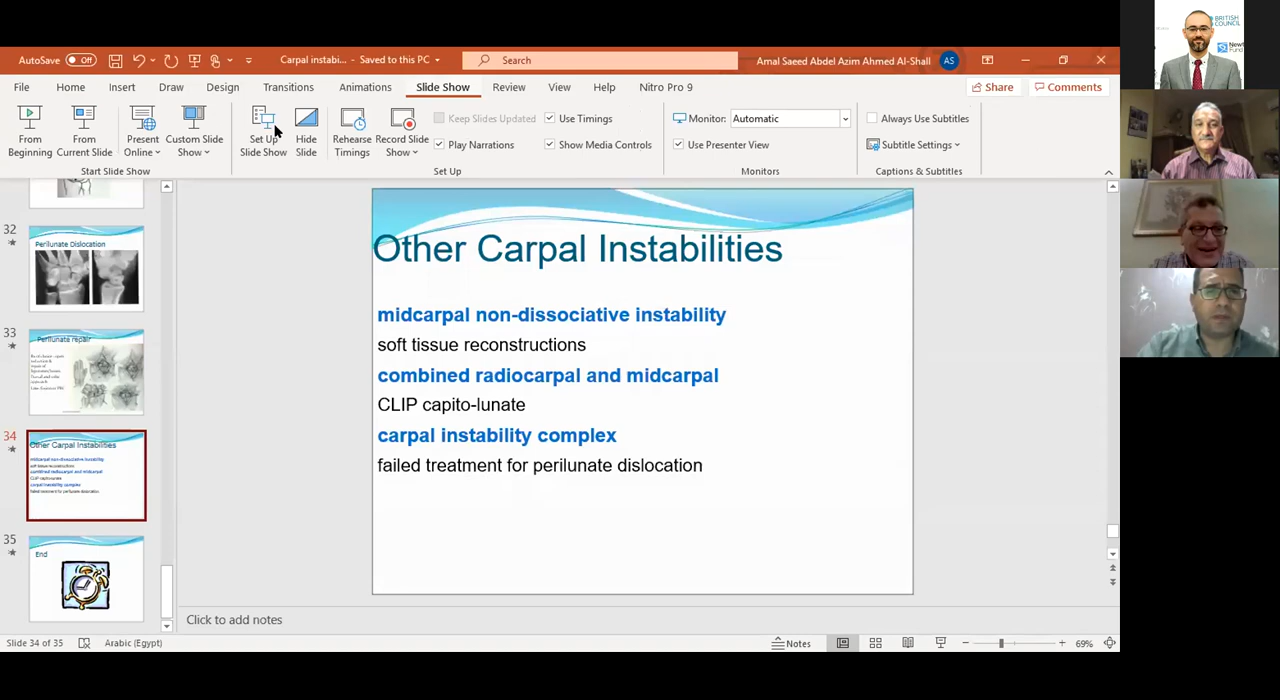 AutoSave Off
Carpal instabi... - Saved to this PC
Search
Amal Saeed Abdel Azim Ahmed Al-Shall AS
File Home Insert Draw Design Transitions Animations Slide Show Review View Help Nitro Pro 9
Share Comments
From Beginning
From Current Slide
Present Online
Custom Slide Show
Start Slide Show
Set Up Slide Show
Hide Slide
Rehearse Timings
Record Slide Show
Keep Slides Updated
Play Narrations
Use Timings
Show Media Controls
Set Up
Monitor: Automatic
Use Presenter View
Monitors
Always Use Subtitles
Subtitle Settings
Captions & Subtitles
32
Perilunate Dislocation
33
Perilunate repair
34
Other Carpal Instabilities
midcarpal non-dissociative instability
soft tissue reconstructions
combined radiocarpal and midcarpal
CLIP capito-lunate
carpal instability complex
failed treatment for perilunate dislocation
35
End
Other Carpal Instabilities
midcarpal non-dissociative instability
soft tissue reconstructions
combined radiocarpal and midcarpal
CLIP capito-lunate
carpal instability complex
failed treatment for perilunate dislocation
Click to add notes
Slide 34 of 35
Arabic (Egypt)
Notes
69%
BRITISH
COUNCIL
Fund